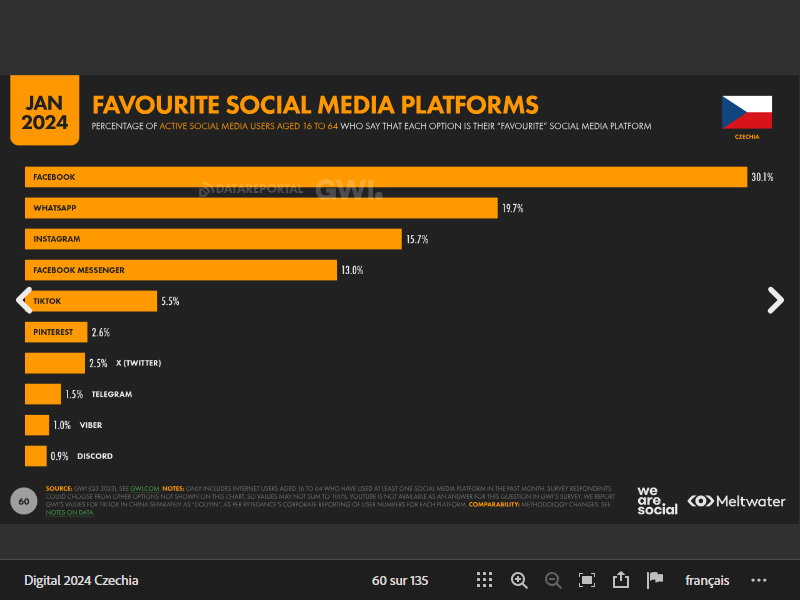 JAN
2024
FAVOURITE SOCIAL MEDIA PLATFORMS
PERCENTAGE OF ACTIVE SOCIAL MEDIA USERS AGED 16 TO 64 WHO SAY THAT EACH OPTION IS THEIR "FAVOURITE" SOCIAL MEDIA PLATFORM
CZECHIA
FACEBOOK 30.1%
DATAREPORTAL GWI.
WHATSAPP 19.7%
INSTAGRAM 15.7%
FACEBOOK MESSENGER 13.0%
TIKTOK 5.5%
PINTEREST 2.6%
2.5% X (TWITTER)
1.5% TELEGRAM
1.0% VIBER
0.9% DISCORD
60
SOURCE: GWI (Q3 2023). SEE GWI.COM. NOTES: ONLY INCLUDES INTERNET USERS AGED 16 TO 64 WHO HAVE USED AT LEAST ONE SOCIAL MEDIA PLATFORM IN THE PAST MONTH. SURVEY RESPONDENTS
COULD CHOOSE FROM OTHER OPTIONS NOT SHOWN ON THIS CHART, SO VALUES MAY NOT SUM TO 100%. YOUTUBE IS NOT AVAILABLE AS AN ANSWER FOR THIS QUESTION IN GWI'S SURVEY. WE REPORT
GWI'S VALUES FOR TIKTOK IN CHINA SEPARATELY AS "DOUYIN", AS PER BYTEDANCE'S CORPORATE REPORTING OF USER NUMBERS FOR EACH PLATFORM. COMPARABILITY: METHODOLOGY CHANGES. SEE
NOTES ON DATA.
we
are.
social
Meltwater
Digital 2024 Czechia
60 sur 135
français